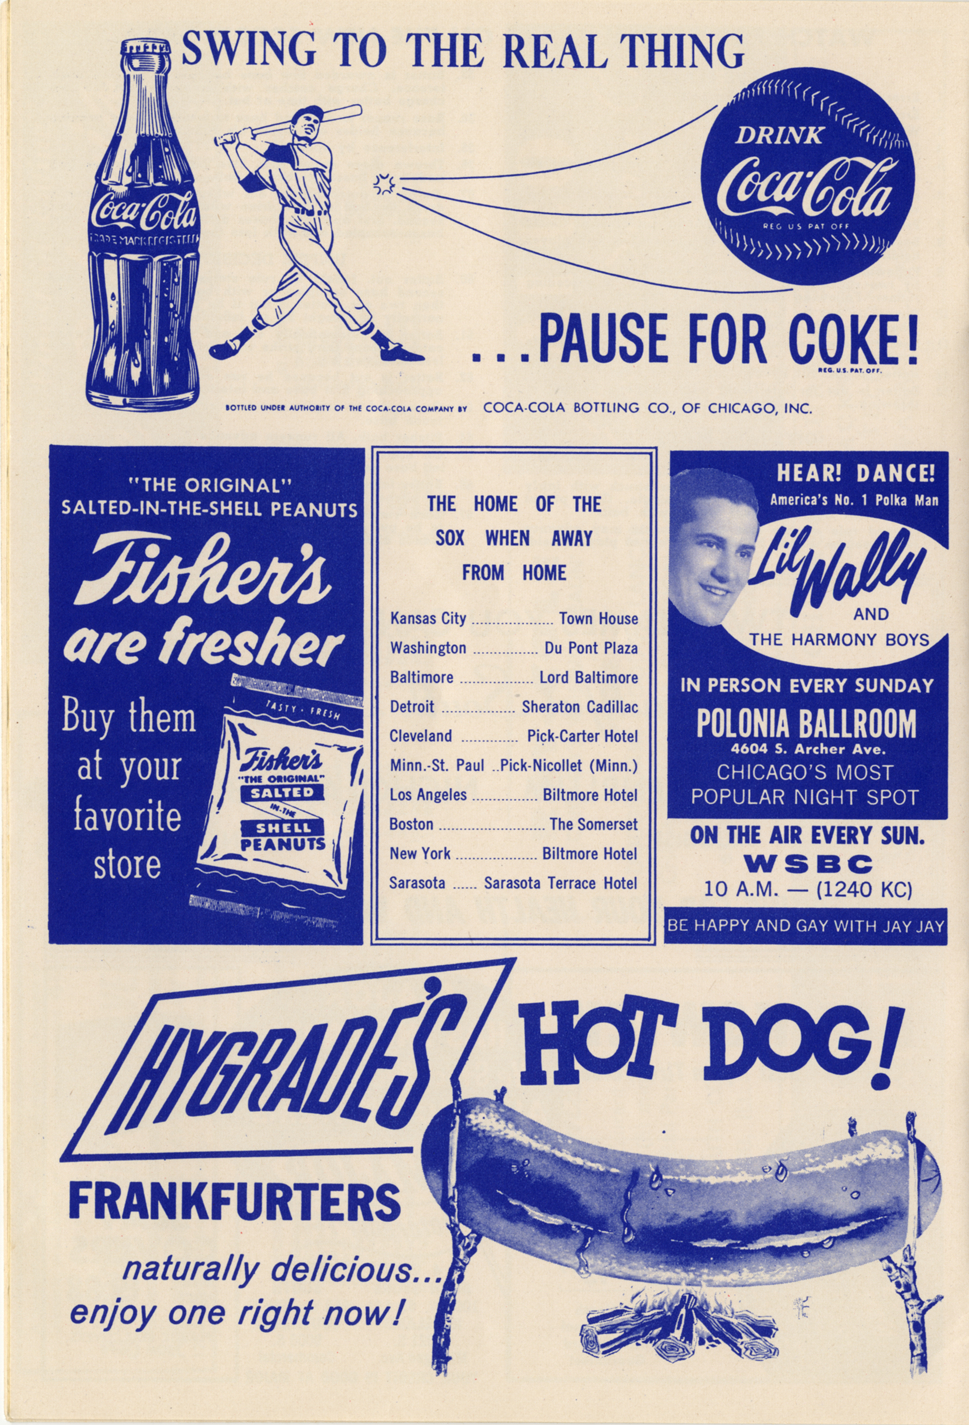 SWING TO THE REAL THING
Coca-Cola
TRADE MARK REGISTERED
DRINK
Coca-Cola
REG U S PAT OFF
...PAUSE FOR COKE!
REG. U.S. PAT. OFF.
BOTTLED UNDER AUTHORITY OF THE COCA-COLA COMPANY BY COCA-COLA BOTTLING CO., OF CHICAGO, INC.
"THE ORIGINAL"
SALTED-IN-THE-SHELL PEANUTS
Fisher's
are fresher
Buy them
at your
favorite
store
TASTY - FRESH
Fisher's
"THE ORIGINAL"
SALTED
IN-THE
SHELL
PEANUTS
THE HOME OF THE
SOX WHEN AWAY
FROM HOME
Kansas City .................... Town House
Washington ................ Du Pont Plaza
Baltimore .................. Lord Baltimore
Detroit .................. Sheraton Cadillac
Cleveland .............. Pick-Carter Hotel
Minn.-St. Paul ..Pick-Nicollet (Minn.)
Los Angeles ................ Biltmore Hotel
Boston .......................... The Somerset
New York .................... Biltmore Hotel
Sarasota ...... Sarasota Terrace Hotel
HEAR! DANCE!
America's No. 1 Polka Man
Lil Wally
AND
THE HARMONY BOYS
IN PERSON EVERY SUNDAY
POLONIA BALLROOM
4604 S. Archer Ave.
CHICAGO'S MOST
POPULAR NIGHT SPOT
ON THE AIR EVERY SUN.
WSBC
10 A.M. — (1240 KC)
BE HAPPY AND GAY WITH JAY JAY
HYGRADE'S
HOT DOG!
FRANKFURTERS
naturally delicious...
enjoy one right now!